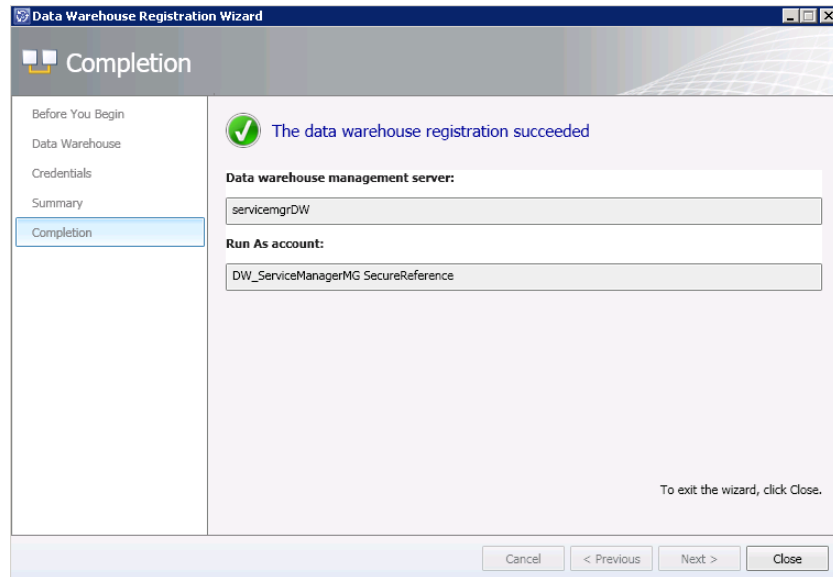 Data Warehouse Registration Wizard
Completion
Before You Begin
Data Warehouse
Credentials
Summary
Completion
The data warehouse registration succeeded
Data warehouse management server:
servicemgrDW
Run As account:
DW_ServiceManagerMG SecureReference
To exit the wizard, click Close.
Cancel
< Previous
Next >
Close